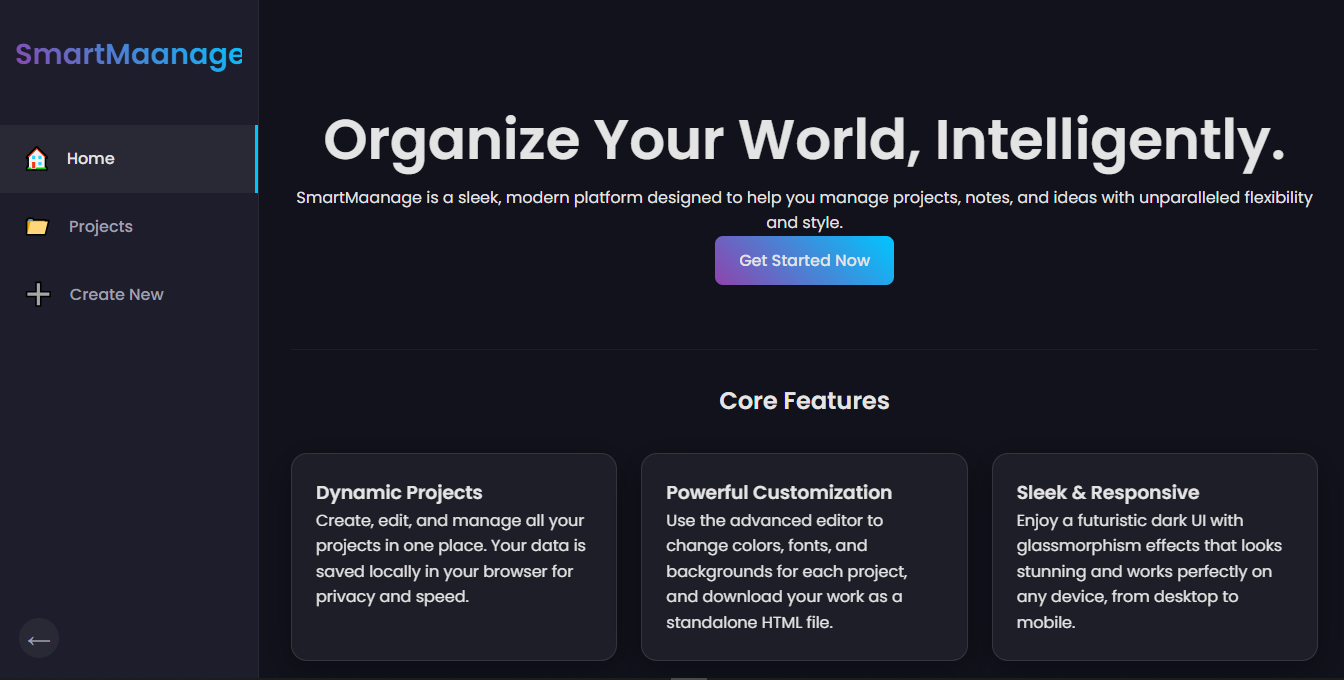 SmartMaanage
Home
Projects
Create New
Organize Your World, Intelligently.
SmartMaanage is a sleek, modern platform designed to help you manage projects, notes, and ideas with unparalleled flexibility
and style.
Get Started Now
Core Features
Dynamic Projects
Create, edit, and manage all your
projects in one place. Your data is
saved locally in your browser for
privacy and speed.
Powerful Customization
Use the advanced editor to
change colors, fonts, and
backgrounds for each project,
and download your work as a
standalone HTML file.
Sleek & Responsive
Enjoy a futuristic dark UI with
glassmorphism effects that looks
stunning and works perfectly on
any device, from desktop to
mobile.